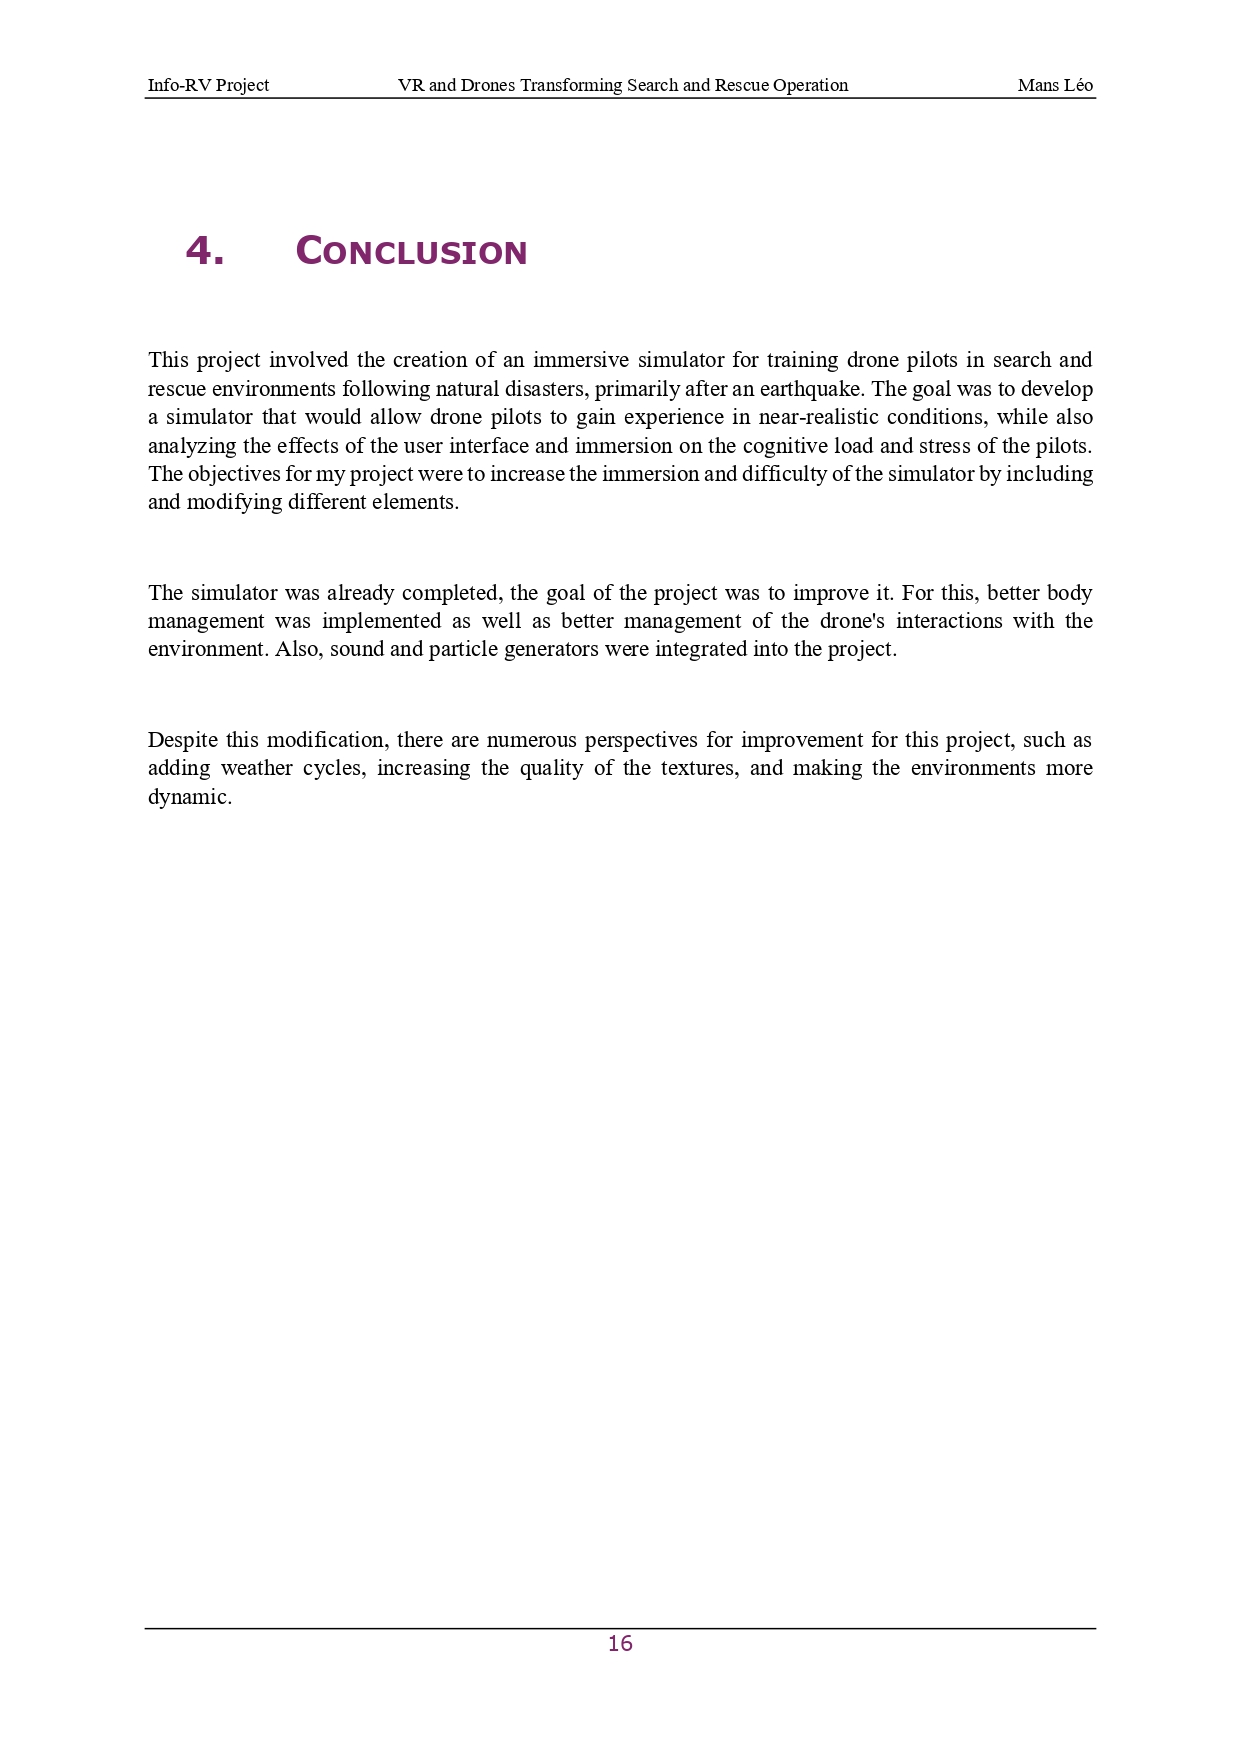 Info-RV Project VR and Drones Transforming Search and Rescue Operation Mans Léo
4. CONCLUSION
This project involved the creation of an immersive simulator for training drone pilots in search and
rescue environments following natural disasters, primarily after an earthquake. The goal was to develop
a simulator that would allow drone pilots to gain experience in near-realistic conditions, while also
analyzing the effects of the user interface and immersion on the cognitive load and stress of the pilots.
The objectives for my project were to increase the immersion and difficulty of the simulator by including
and modifying different elements.
The simulator was already completed, the goal of the project was to improve it. For this, better body
management was implemented as well as better management of the drone's interactions with the
environment. Also, sound and particle generators were integrated into the project.
Despite this modification, there are numerous perspectives for improvement for this project, such as
adding weather cycles, increasing the quality of the textures, and making the environments more
dynamic.
16